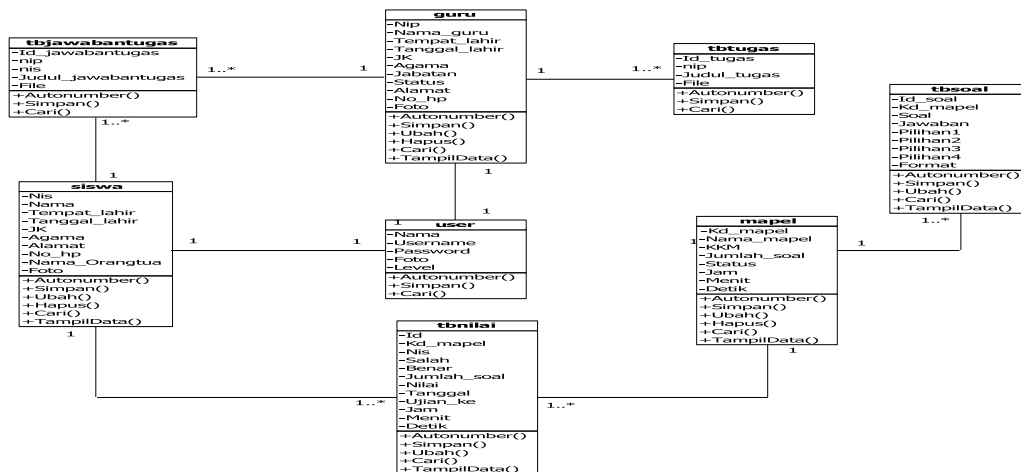 guru
-Nip
-Nama_guru
-Tempat_lahir
-Tanggal_lahir
-JK
-Agama
-Jabatan
-Status
-Alamat
-No_hp
-Foto
+Autonumber()
+Simpan()
+Ubah()
+Hapus()
+Cari()
+TampilData()
tbjawabantugas
-Id_jawabantugas
-nip
-nis
-Judul_jawabantugas
-File
+Autonumber()
+Simpan()
+Cari()
1..*
1
1
1..*
tbtugas
-Id_tugas
-nip
-Judul_tugas
-File
+Autonumber()
+Simpan()
+Cari()
tbsoal
-Id_soal
-Kd_mapel
-Soal
-Jawaban
-Pilihan1
-Pilihan2
-Pilihan3
-Pilihan4
-Format
+Autonumber()
+Simpan()
+Ubah()
+Cari()
+TampilData()
1..*
1..*
1
1
siswa
-Nis
-Nama
-Tempat_lahir
-Tanggal_lahir
-JK
-Agama
-Alamat
-No_hp
-Nama_Orangtua
-Foto
+Autonumber()
+Simpan()
+Ubah()
+Hapus()
+Cari()
+TampilData()
1
1
1
1
user
-Nama
-Username
-Password
-Foto
-Level
+Autonumber()
+Simpan()
+Cari()
mapel
-Kd_mapel
-Nama_mapel
-KKM
-Jumlah_soal
-Status
-Jam
-Menit
-Detik
+Autonumber()
+Simpan()
+Ubah()
+Hapus()
+Cari()
+TampilData()
1
1
1
1
tbnilai
-Id
-Kd_mapel
-Nis
-Salah
-Benar
-Jumlah_soal
-Nilai
-Tanggal
-Ujian_ke
-Jam
-Menit
-Detik
+Autonumber()
+Simpan()
+Ubah()
+Cari()
+TampilData()
1..*
1..*